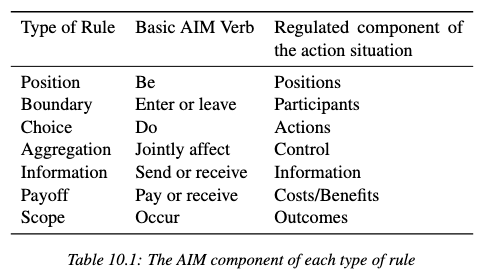 Type of Rule Basic AIM Verb Regulated component of
the action situation
Position Be Positions
Boundary Enter or leave Participants
Choice Do Actions
Aggregation Jointly affect Control
Information Send or receive Information
Payoff Pay or receive Costs/Benefits
Scope Occur Outcomes
Table 10.1: The AIM component of each type of rule